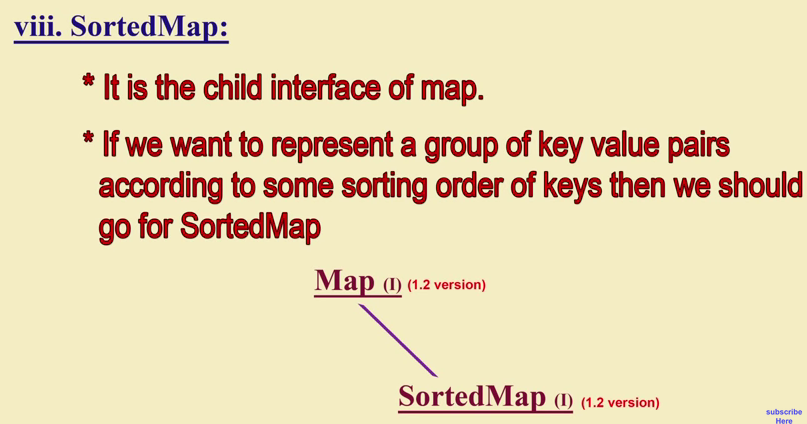 viii. SortedMap:
* It is the child interface of map.
* If we want to represent a group of key value pairs
according to some sorting order of keys then we should
go for SortedMap
Map (I) (1.2 version)
SortedMap (I) (1.2 version)
subscribe
Here